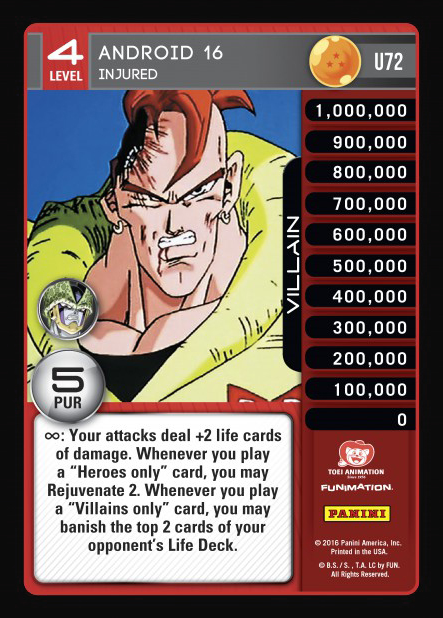 4
LEVEL
ANDROID 16
INJURED
U72
1,000,000
900,000
800,000
700,000
600,000
500,000
400,000
300,000
200,000
100,000
0
VILLAIN
5
PUR
∞: Your attacks deal +2 life cards
of damage. Whenever you play
a “Heroes only” card, you may
Rejuvenate 2. Whenever you play
a “Villains only” card, you may
banish the top 2 cards of your
opponent’s Life Deck.
TOEI ANIMATION
Since 1956
FUNIMATION.
PANINI
© 2016 Panini America, Inc.
Printed in the USA.
© B.S. / S. , T.A. LC by FUN.
All Rights Reserved.